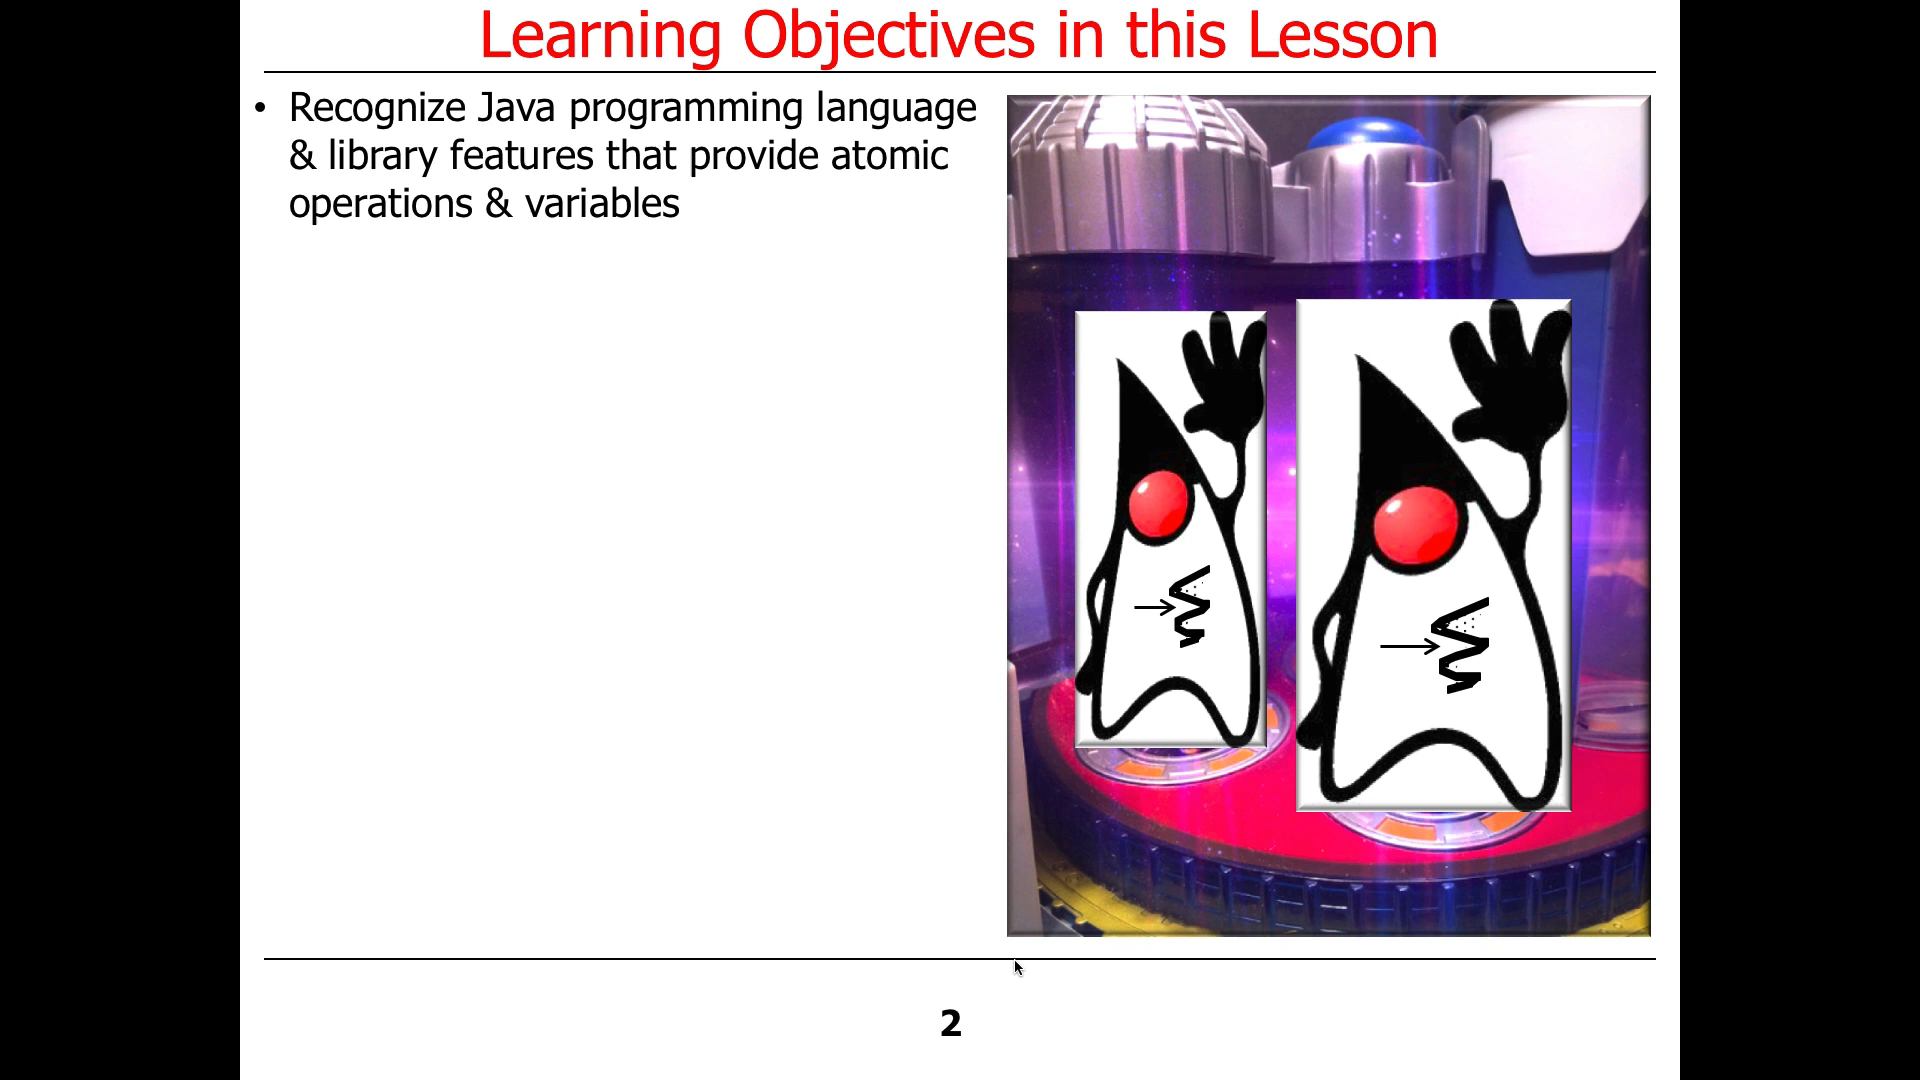 Learning Objectives in this Lesson
• Recognize Java programming language
& library features that provide atomic
operations & variables
2